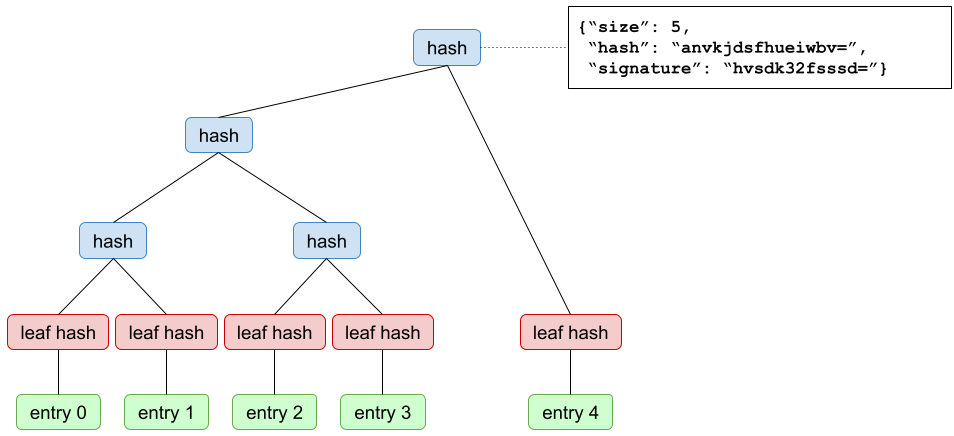 hash
{“size”: 5,
“hash”: “anvkjdsfhueiwbv=”,
“signature”: “hvsdk32fsssd=”}
hash
hash
hash
leaf hash
leaf hash
leaf hash
leaf hash
leaf hash
entry 0
entry 1
entry 2
entry 3
entry 4